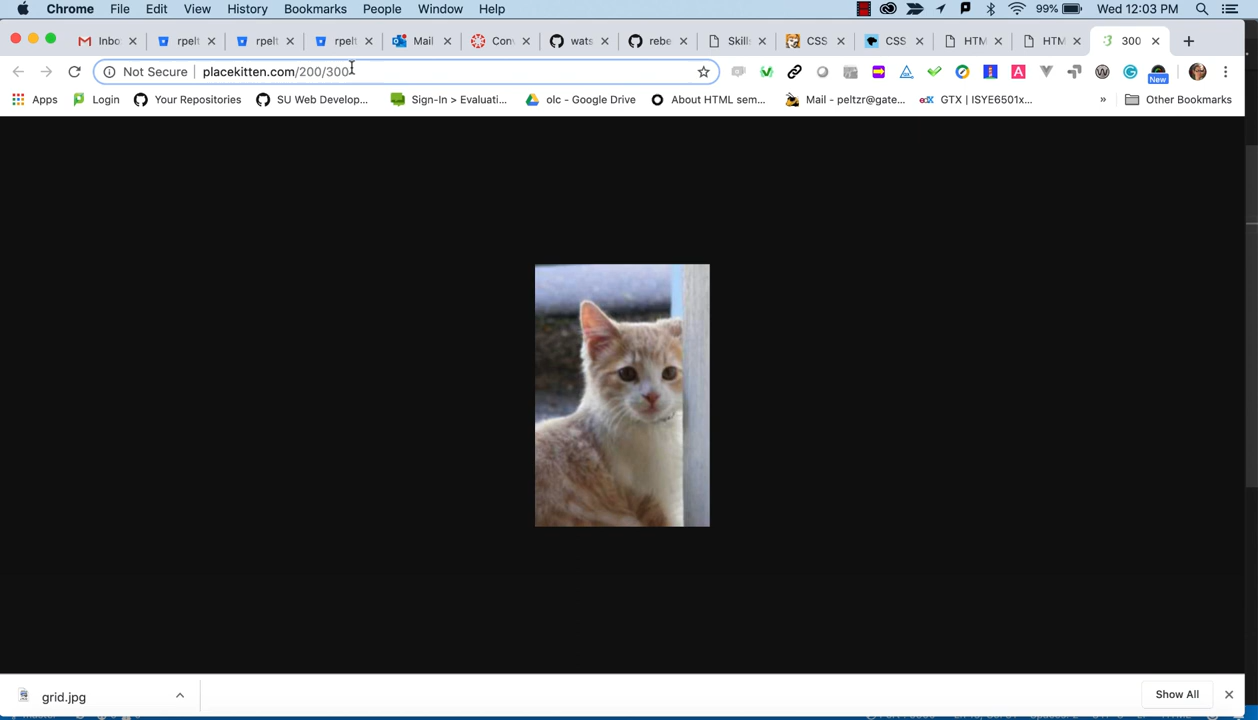 Chrome File Edit View History Bookmarks People Window Help 99% Wed 12:03 PM
Inbo rpelt rpelt rpelt Mail Con wats rebe Skills CSS CSS HTM HTM 300
Not Secure placekitten.com/200/300 New
Apps Login Your Repositories SU Web Develop... Sign-In > Evaluati... olc - Google Drive About HTML sem... Mail - peltzr@gate... GTX | ISYE6501x... » Other Bookmarks
grid.jpg Show All